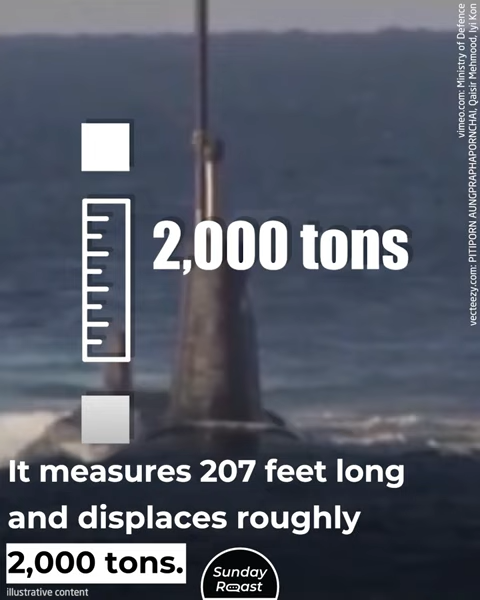 vimeo.com: Ministry of Defence
vecteezy.com: PITIPORN AUNGPRAPHAPORNCHAI, Qaisir Mehmood, Iyi Kon
2,000 tons
It measures 207 feet long
and displaces roughly
2,000 tons.
illustrative content
Sunday
Roast